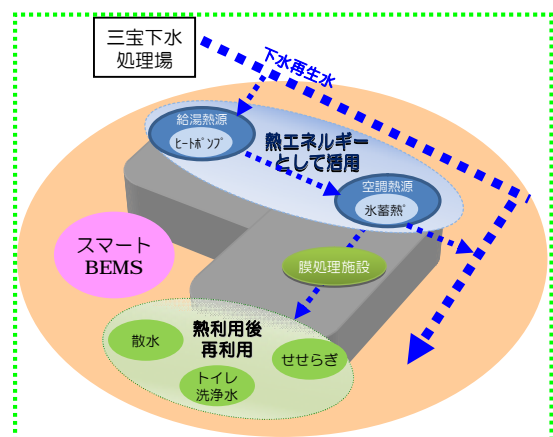 三宝下水
処理場
下水再生水
給湯熱源
ﾋｰﾄﾎﾟﾝﾌﾟ
熱エネルギー
として活用
空調熱源
氷蓄熱
スマート
BEMS
膜処理施設
熱利用後
再利用
散水
せせらぎ
トイレ
洗浄水